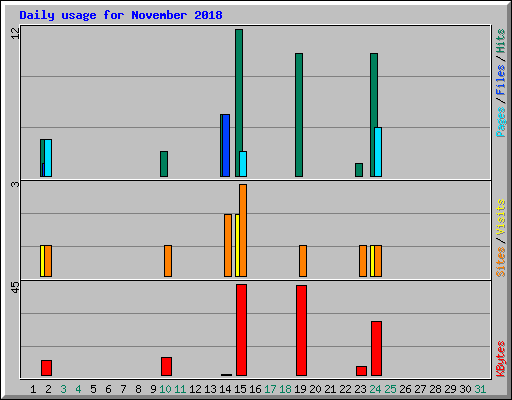 Daily usage for November 2018
12
Pages / Files / Hits
3
Sites / Visits
45
KBytes
1 2 3 4 5 6 7 8 9 10 11 12 13 14 15 16 17 18 19 20 21 22 23 24 25 26 27 28 29 30 31